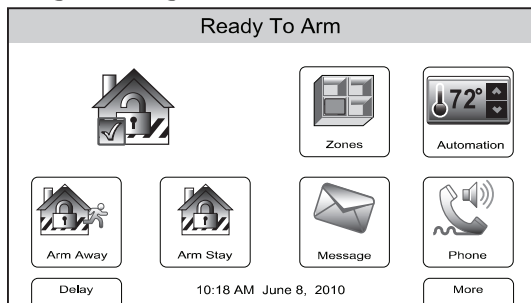 Ready To Arm
72°
Zones
Automation
Arm Away
Arm Stay
Message
Phone
Delay
10:18 AM June 8, 2010
More